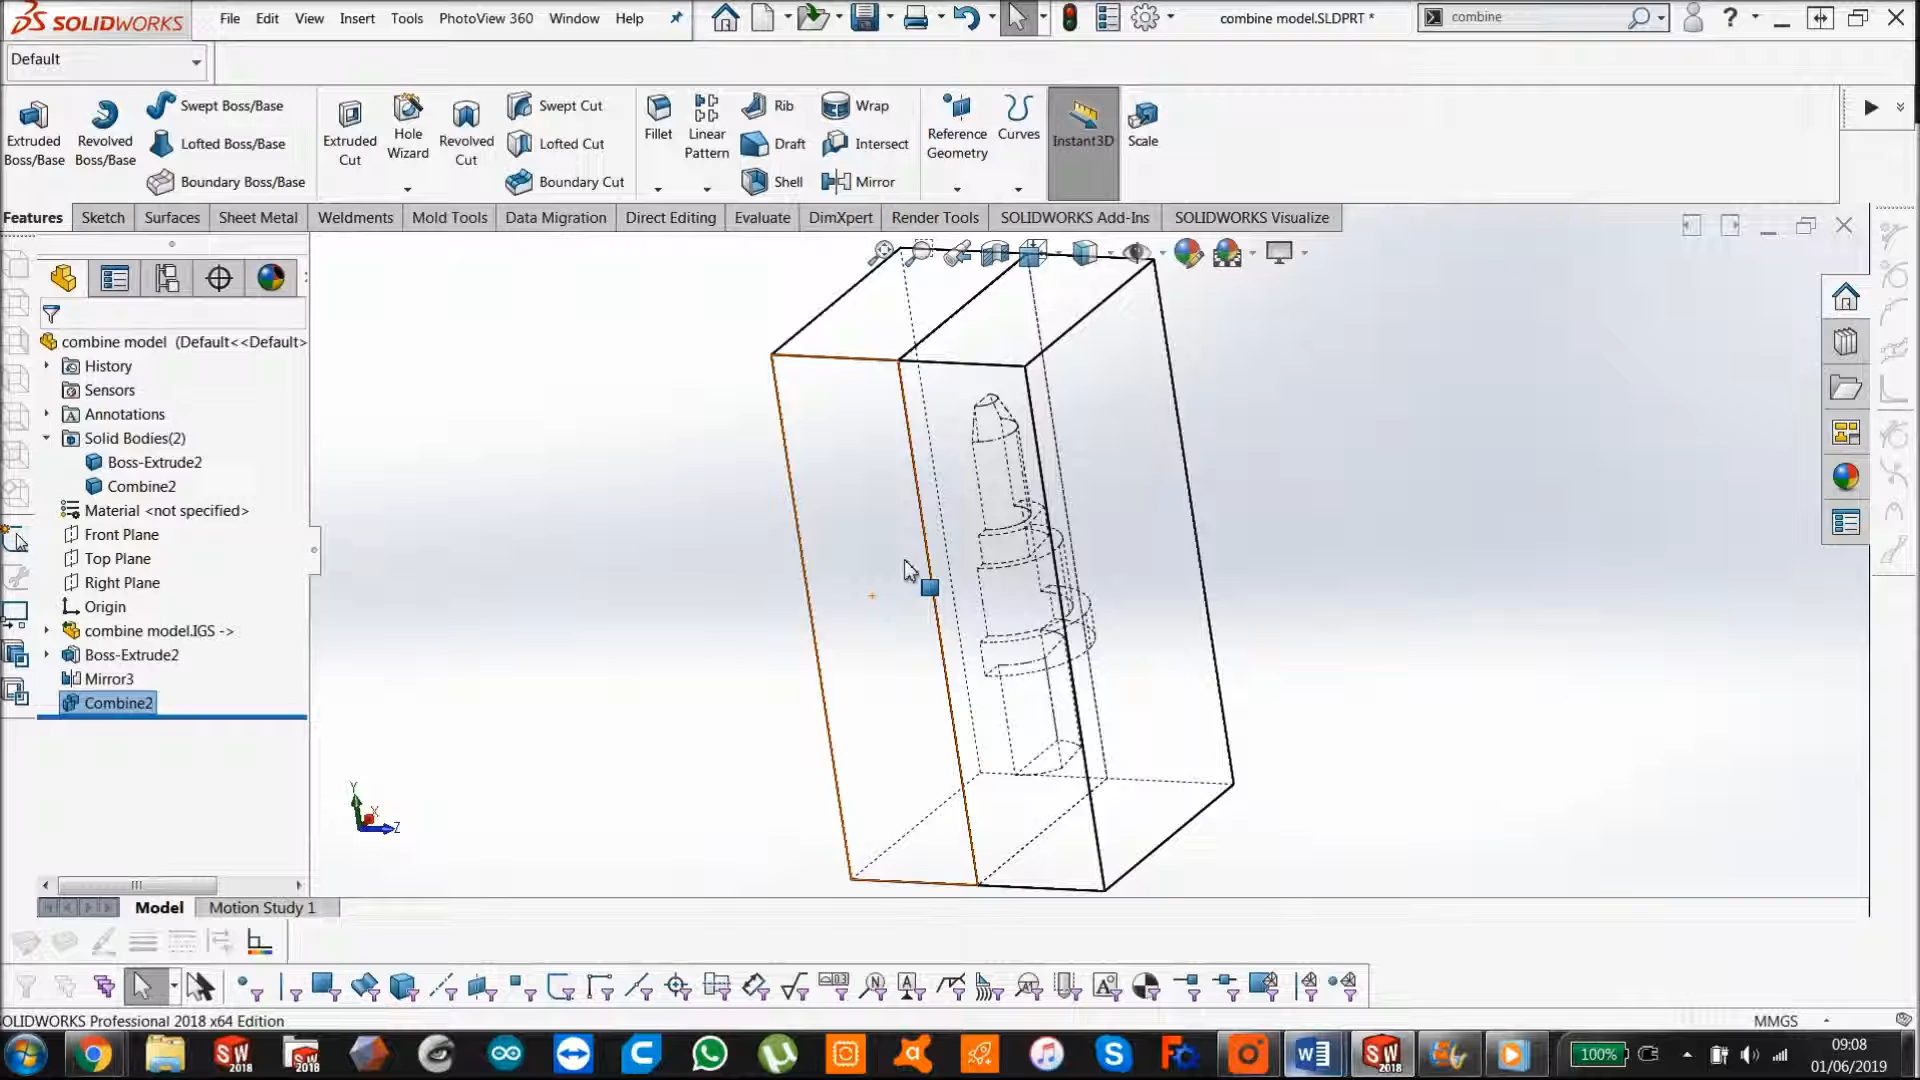 SOLIDWORKS File Edit View Insert Tools PhotoView 360 Window Help combine model.SLDPRT * combine ?
Default
Extruded Boss/Base
Revolved Boss/Base
Swept Boss/Base
Lofted Boss/Base
Boundary Boss/Base
Extruded Cut
Hole Wizard
Revolved Cut
Swept Cut
Lofted Cut
Boundary Cut
Fillet
Linear Pattern
Rib
Draft
Shell
Wrap
Intersect
Mirror
Reference Geometry
Curves
Instant3D
Scale
Features Sketch Surfaces Sheet Metal Weldments Mold Tools Data Migration Direct Editing Evaluate DimXpert Render Tools SOLIDWORKS Add-Ins SOLIDWORKS Visualize
combine model (Default<<Default>
History
Sensors
Annotations
Solid Bodies(2)
Boss-Extrude2
Combine2
Material <not specified>
Front Plane
Top Plane
Right Plane
Origin
combine model.IGS ->
Boss-Extrude2
Mirror3
Combine2
Y
X
Z
Model Motion Study 1
OLIDWORKS Professional 2018 x64 Edition MMGS
SW 2018
2018
SW 2018
100%
09:08
01/06/2019